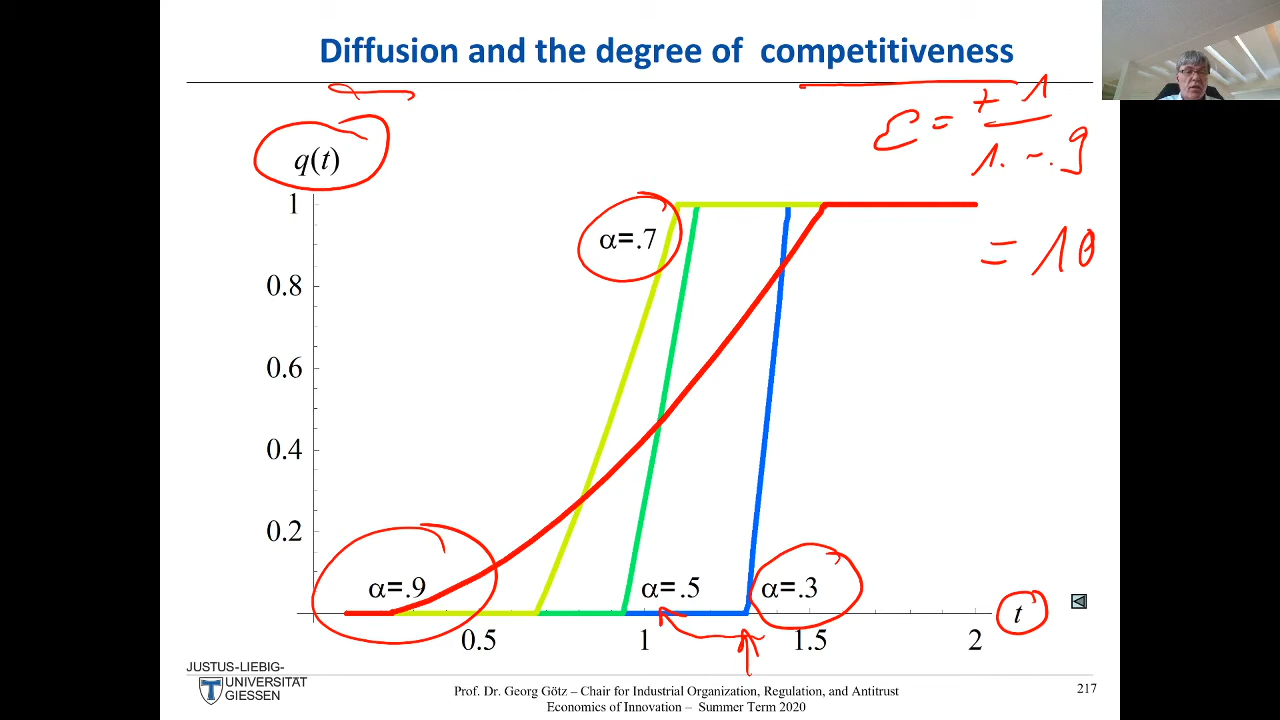 Diffusion and the degree of competitiveness
ε = + 1
1 - .9
= 10
q(t)
1
α=.7
0.8
0.6
0.4
0.2
α=.9
α=.5
α=.3
t
0.5
1
1.5
2
JUSTUS-LIEBIG-
UNIVERSITÄT
GIESSEN
Prof. Dr. Georg Götz – Chair for Industrial Organization, Regulation, and Antitrust
Economics of Innovation – Summer Term 2020
217